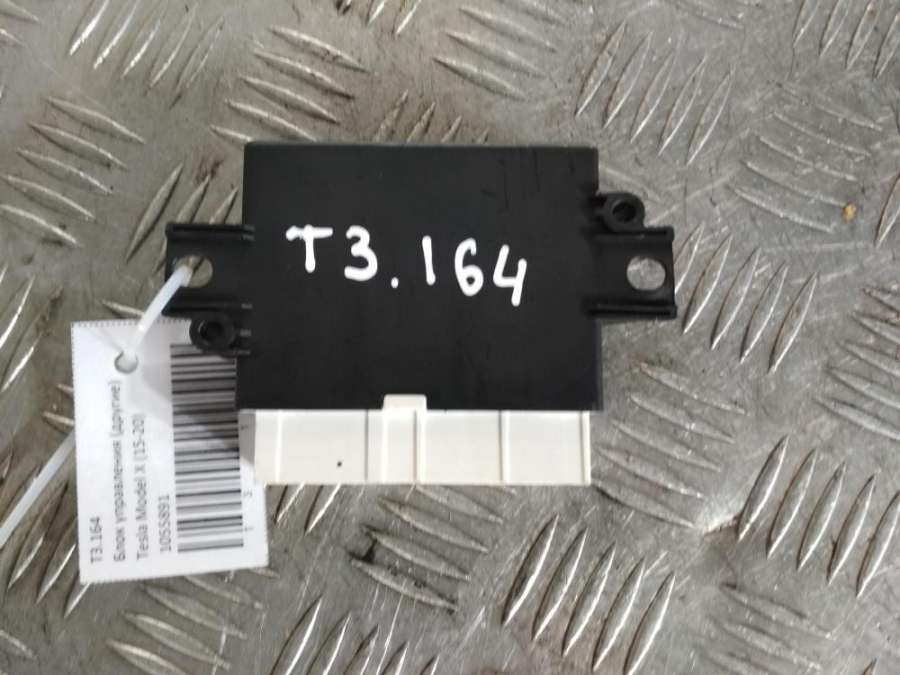 T3.164
T3.164
Блок управления (другие)
Tesla Model X (15-20)
1055891